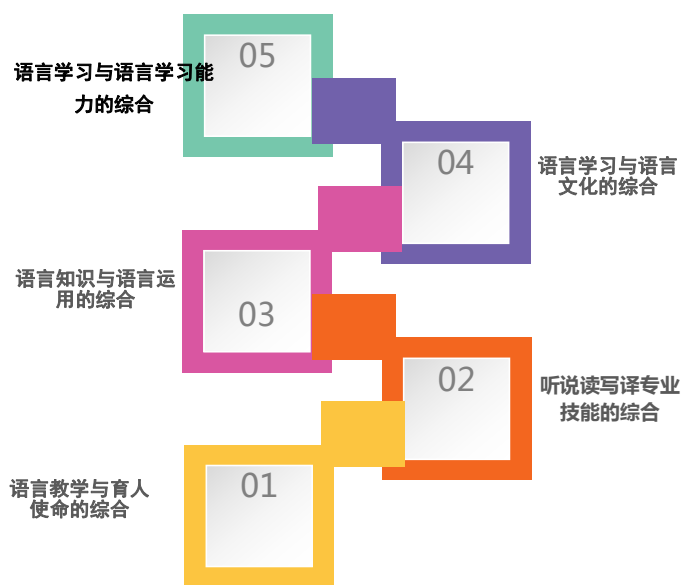 05
语言学习与语言学习能
力的综合
04
语言学习与语言
文化的综合
语言知识与语言运
用的综合
03
02
听说读写译专业
技能的综合
01
语言教学与育人
使命的综合